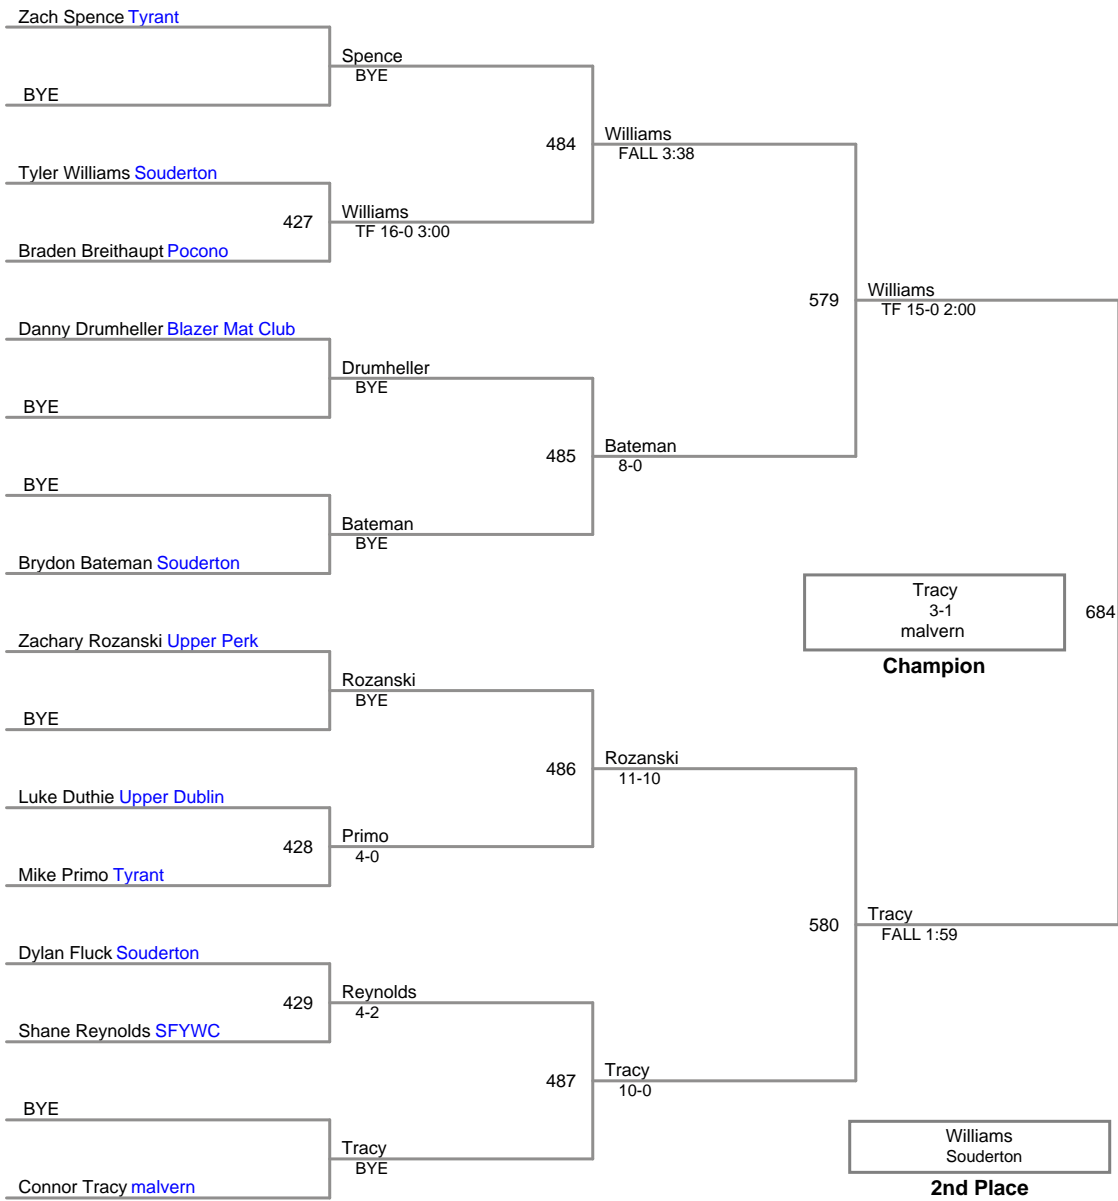 Zach Spence Tyrant
Spence
BYE
BYE
484
Williams
FALL 3:38
Tyler Williams Souderton
427
Williams
TF 16-0 3:00
Braden Breithaupt Pocono
579
Williams
TF 15-0 2:00
Danny Drumheller Blazer Mat Club
Drumheller
BYE
BYE
485
Bateman
8-0
BYE
Bateman
BYE
Brydon Bateman Souderton
Tracy
3-1
malvern
684
Champion
Zachary Rozanski Upper Perk
Rozanski
BYE
BYE
486
Rozanski
11-10
Luke Duthie Upper Dublin
428
Primo
4-0
Mike Primo Tyrant
580
Tracy
FALL 1:59
Dylan Fluck Souderton
429
Reynolds
4-2
Shane Reynolds SFYWC
487
Tracy
10-0
BYE
Tracy
BYE
Connor Tracy malvern
Williams
Souderton
2nd Place